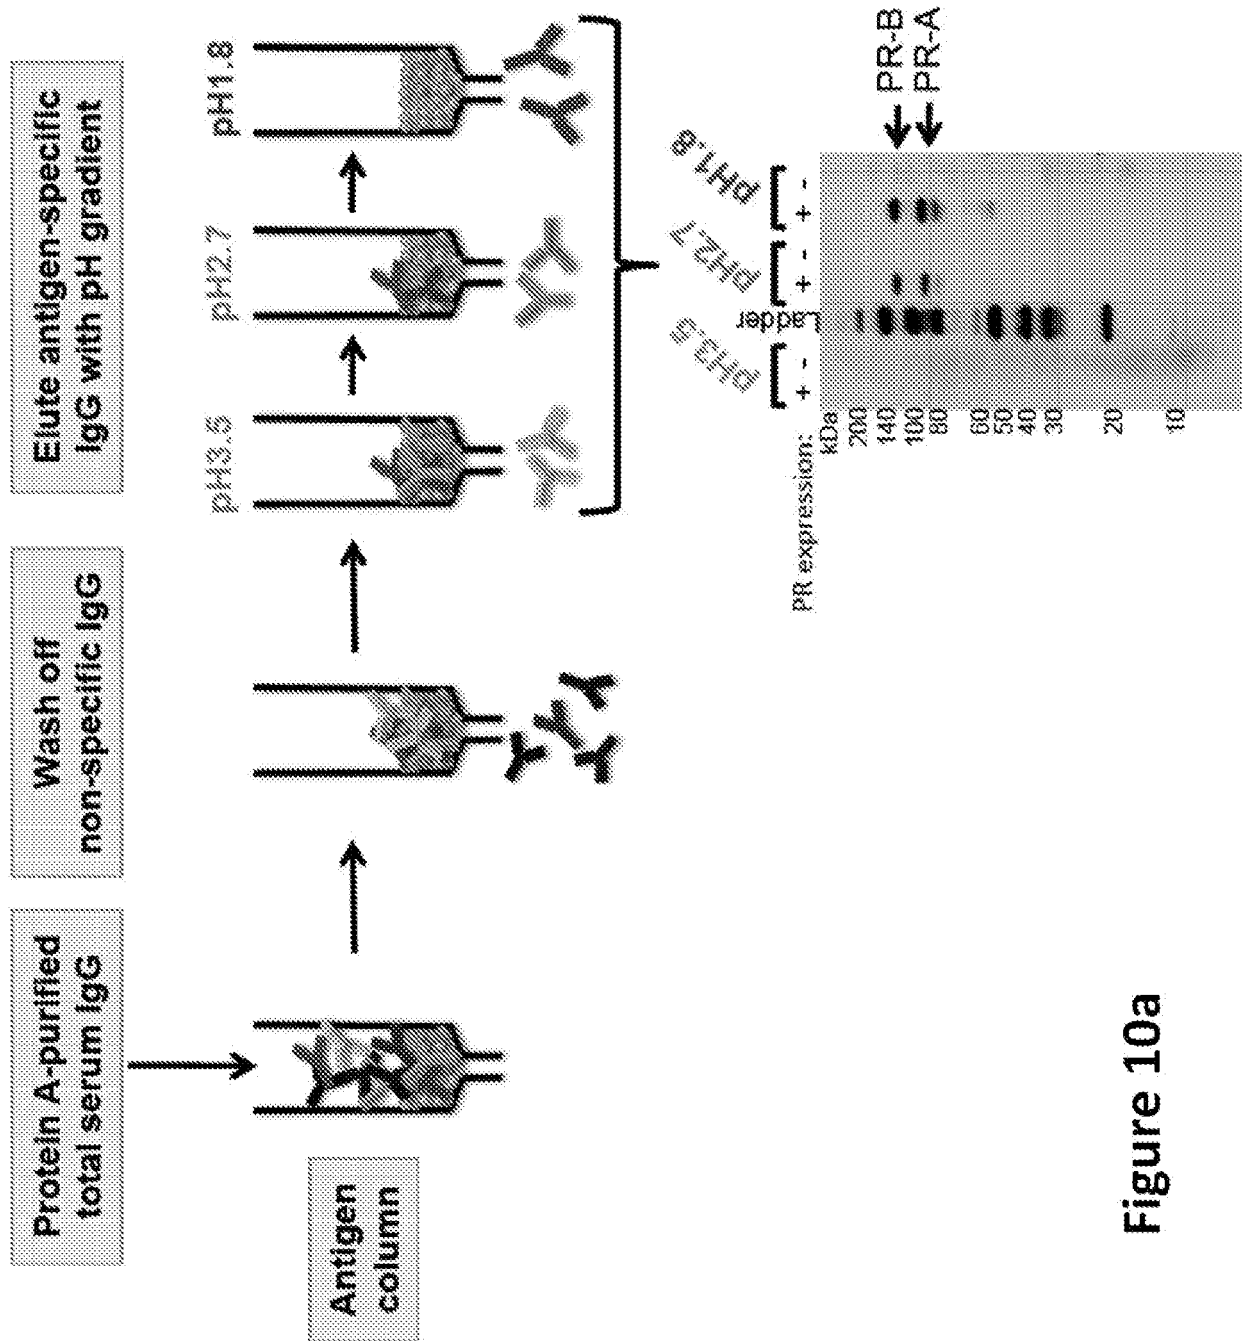 Protein A-purified
total serum IgG
Wash off
non-specific IgG
Elute antigen-specific
IgG with pH gradient
Antigen
column
pH3.5
pH2.7
pH1.8
pH3.5
pH2.7
pH1.8
Ladder
PR expression:
+ - + - + -
kDa
200
140
100
80
60
50
40
30
20
10
PR-B
PR-A
Figure 10a